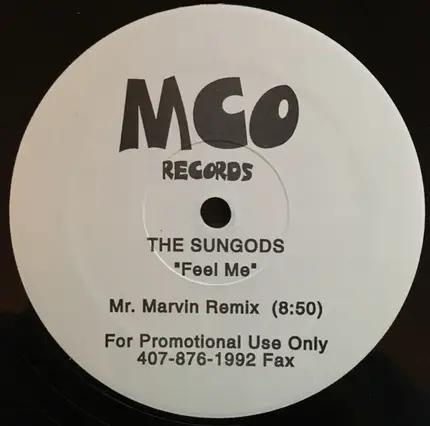 MCO
RECORDS
THE SUNGODS
"Feel Me"
Mr. Marvin Remix (8:50)
For Promotional Use Only
407-876-1992 Fax